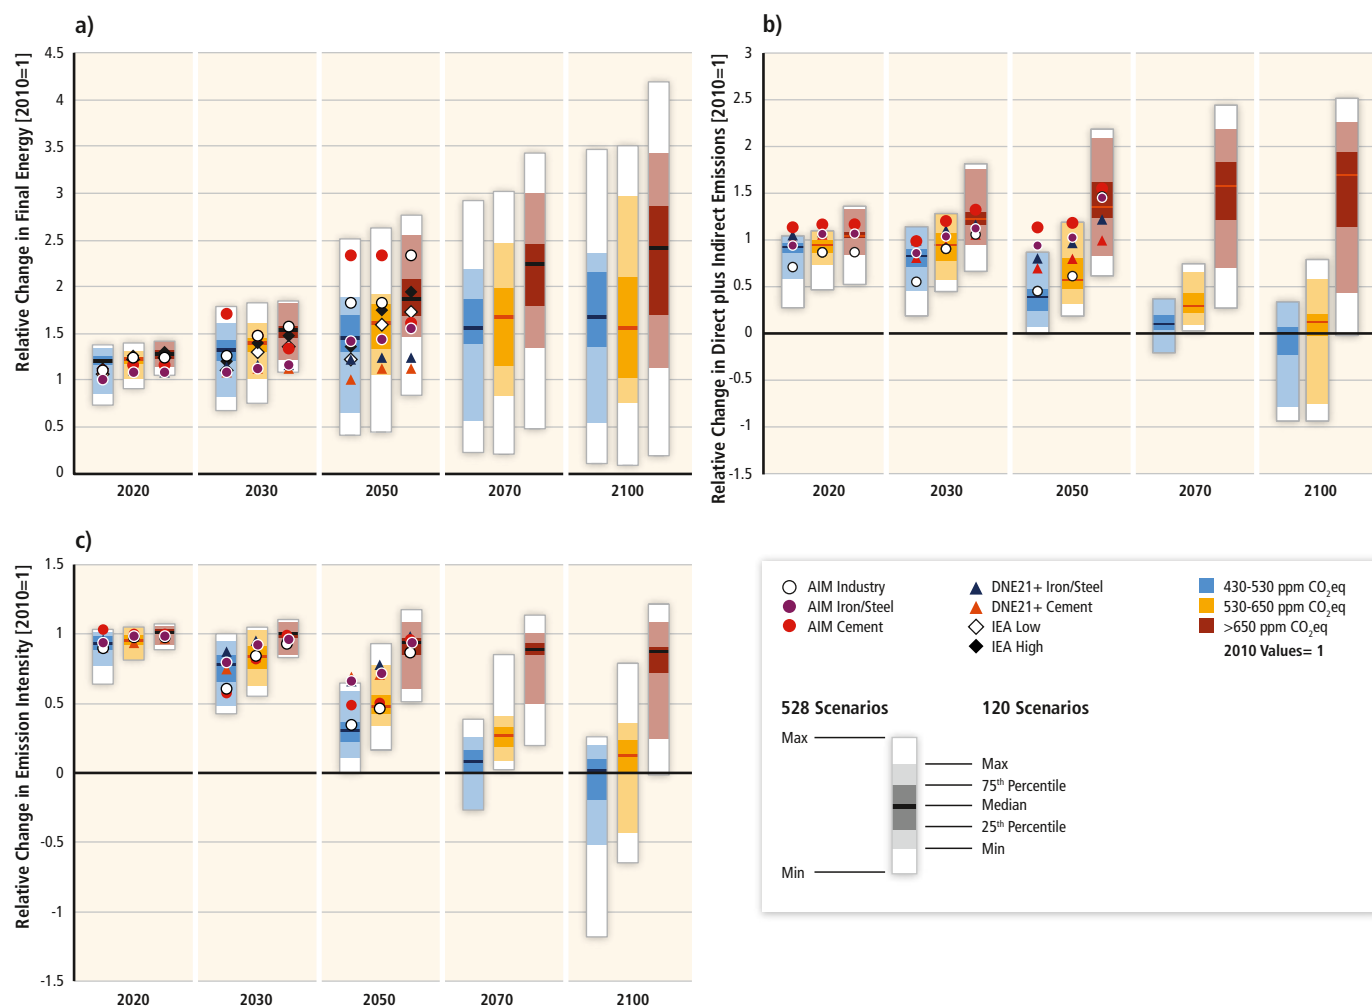 a)
Relative Change in Final Energy [2010=1]
4.5
4
3.5
3
2.5
2
1.5
1
0.5
0
2020 2030 2050 2070 2100
b)
Relative Change in Direct plus Indirect Emissions [2010=1]
3
2.5
2
1.5
1
0.5
0
-0.5
-1
-1.5
2020 2030 2050 2070 2100
c)
Relative Change in Emission Intensity [2010=1]
1.5
1
0.5
0
-0.5
-1
-1.5
2020 2030 2050 2070 2100
AIM Industry
AIM Iron/Steel
AIM Cement
DNE21+ Iron/Steel
DNE21+ Cement
IEA Low
IEA High
430-530 ppm CO₂eq
530-650 ppm CO₂eq
>650 ppm CO₂eq
2010 Values= 1
528 Scenarios
120 Scenarios
Max
Min
Max
75th Percentile
Median
25th Percentile
Min